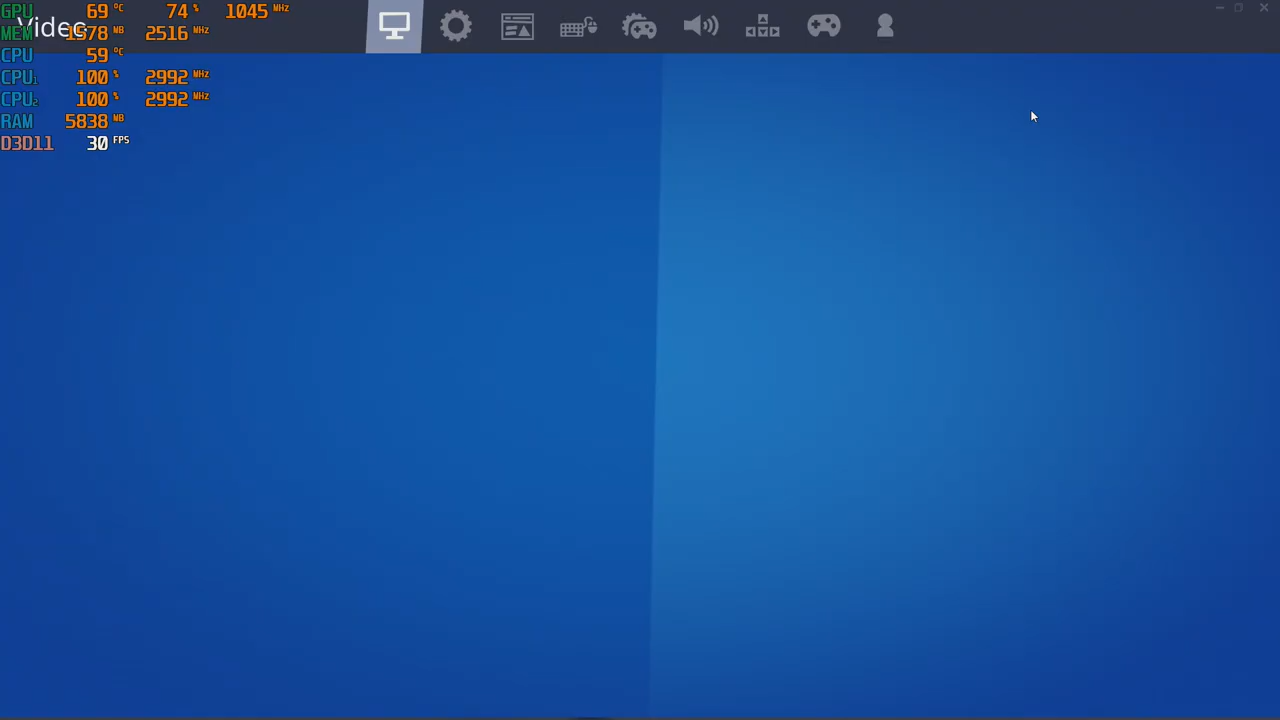 GPU 69 °C 74 % 1045 MHz
Video
MEM 1578 MB 2516 MHz
CPU 59 °C
CPU1 100 % 2992 MHz
CPU2 100 % 2992 MHz
RAM 5838 MB
D3D11 30 FPS